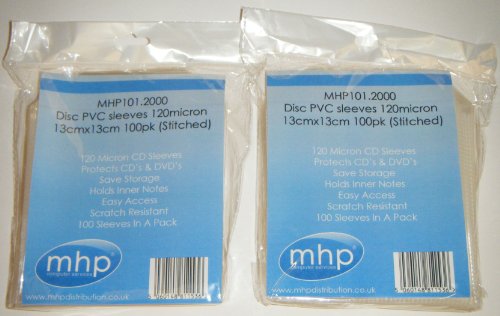 MHP101.2000
Disc PVC sleeves 120micron
13cmx13cm 100pk (Stitched)
120 Micron CD Sleeves
Protects CD's & DVD's
Save Storage
Holds Inner Notes
Easy Access
Scratch Resistant
100 Sleeves In A Pack
mhp
computer services
www.mhpdistribution.co.uk
MHP101.2000
Disc PVC sleeves 120micron
13cmx13cm 100pk (Stitched)
120 Micron CD Sleeves
Protects CD's & DVD's
Save Storage
Holds Inner Notes
Easy Access
Scratch Resistant
100 Sleeves In A Pack
mhp
computer services
www.mhpdistribution.co.uk